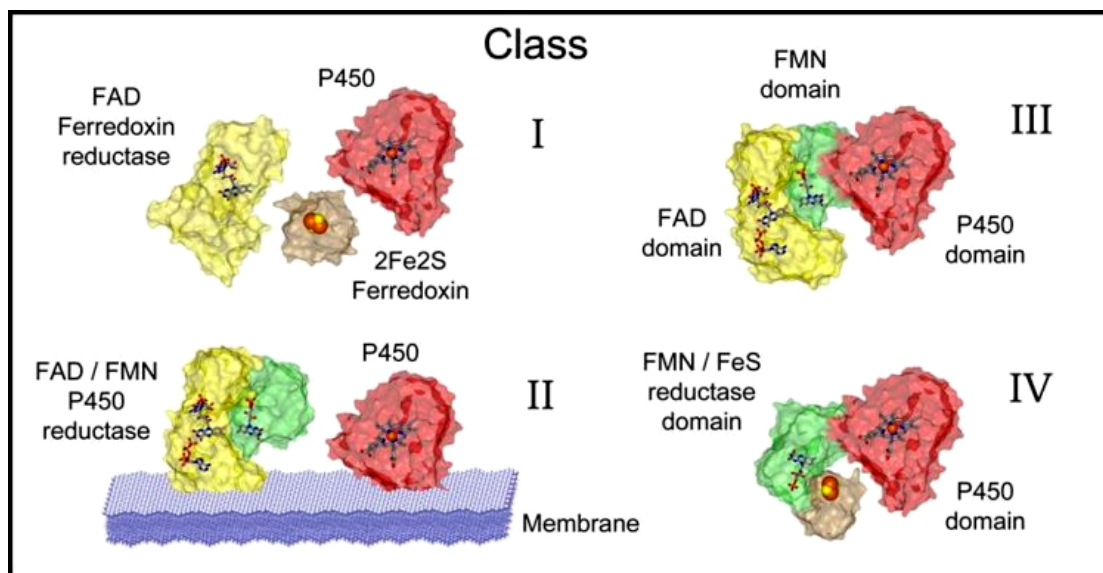 Class
FAD
Ferredoxin
reductase
P450
I
2Fe2S
Ferredoxin
FMN
domain
III
FAD
domain
P450
domain
FAD / FMN
P450
reductase
P450
II
Membrane
FMN / FeS
reductase
domain
IV
P450
domain